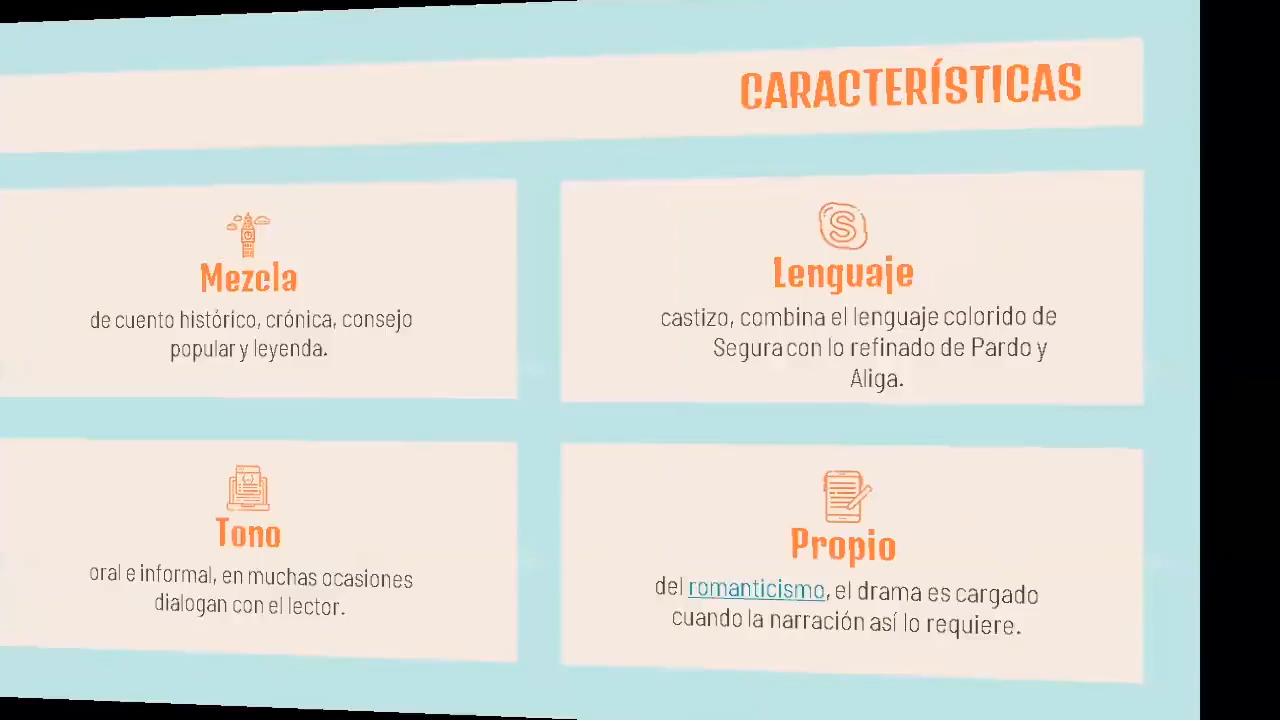 CARACTERÍSTICAS
Mezcla
de cuento histórico, crónica, consejo
popular y leyenda.
Lenguaje
castizo, combina el lenguaje colorido de
Segura con lo refinado de Pardo y
Aliga.
Tono
oral e informal, en muchas ocasiones
dialogan con el lector.
Propio
del romanticismo, el drama es cargado
cuando la narración así lo requiere.